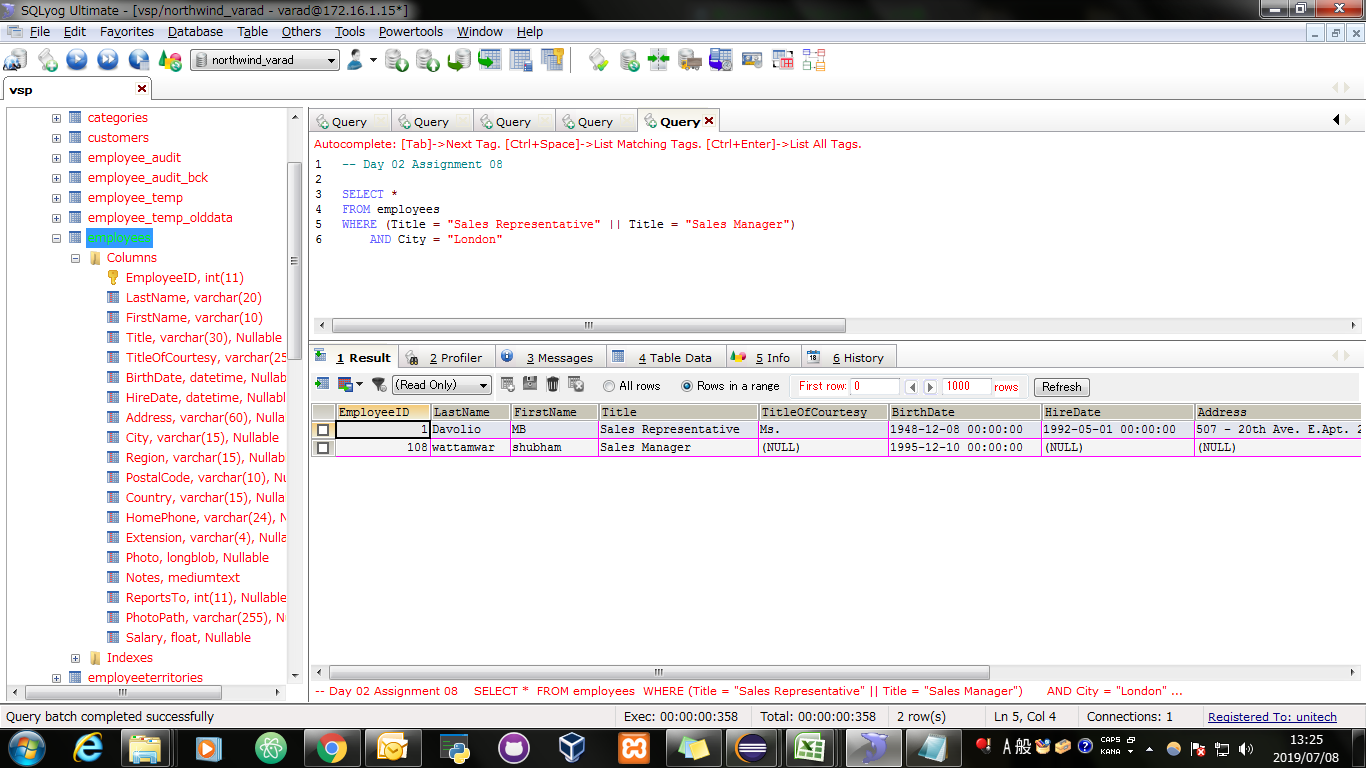 SQLyog Ultimate - [vsp/northwind_varad - varad@172.16.1.15*]
File Edit Favorites Database Table Others Tools Powertools Window Help
northwind_varad
vsp
categories
customers
employee_audit
employee_audit_bck
employee_temp
employee_temp_olddata
employees
Columns
EmployeeID, int(11)
LastName, varchar(20)
FirstName, varchar(10)
Title, varchar(30), Nullable
TitleOfCourtesy, varchar(25
BirthDate, datetime, Nullab
HireDate, datetime, Nullabl
Address, varchar(60), Nulla
City, varchar(15), Nullable
Region, varchar(15), Nullab
PostalCode, varchar(10), Nu
Country, varchar(15), Nulla
HomePhone, varchar(24), N
Extension, varchar(4), Nulla
Photo, longblob, Nullable
Notes, mediumtext
ReportsTo, int(11), Nullable
PhotoPath, varchar(255), Nu
Salary, float, Nullable
Indexes
employeeterritories
Query Query Query Query Query
Autocomplete: [Tab]->Next Tag. [Ctrl+Space]->List Matching Tags. [Ctrl+Enter]->List All Tags.
1 -- Day 02 Assignment 08
2
3 SELECT *
4 FROM employees
5 WHERE (Title = "Sales Representative" || Title = "Sales Manager")
6 AND City = "London"
1 Result 2 Profiler 3 Messages 4 Table Data 5 Info 6 History
(Read Only) All rows Rows in a range First row: 0 1000 rows Refresh
EmployeeID LastName FirstName Title TitleOfCourtesy BirthDate HireDate Address
1 Davolio MB Sales Representative Ms. 1948-12-08 00:00:00 1992-05-01 00:00:00 507 - 20th Ave. E.Apt. 2
108 wattamwar shubham Sales Manager (NULL) 1995-12-10 00:00:00 (NULL) (NULL)
-- Day 02 Assignment 08 SELECT * FROM employees WHERE (Title = "Sales Representative" || Title = "Sales Manager") AND City = "London" ...
Query batch completed successfully Exec: 00:00:00:358 Total: 00:00:00:358 2 row(s) Ln 5, Col 4 Connections: 1 Registered To: unitech
A 般 CAPS KANA 13:25
2019/07/08